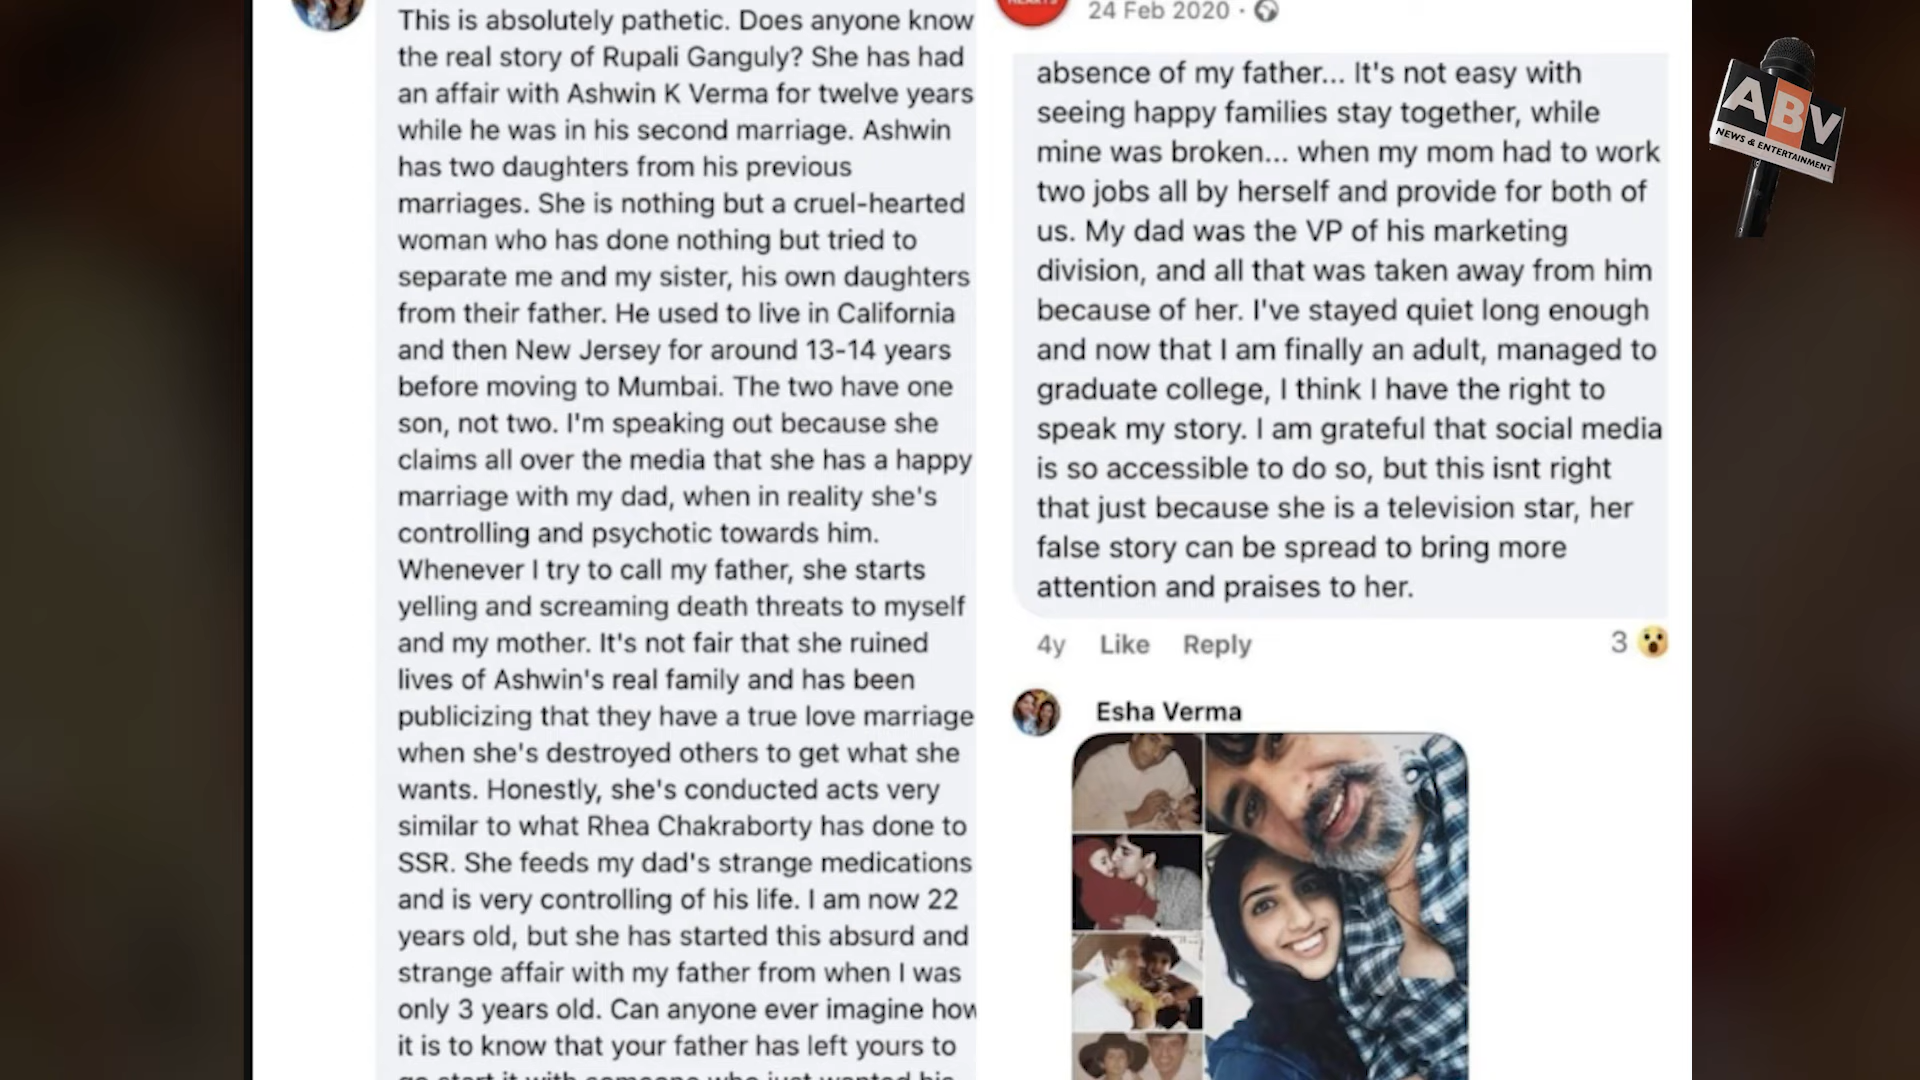 This is absolutely pathetic. Does anyone know
the real story of Rupali Ganguly? She has had
an affair with Ashwin K Verma for twelve years
while he was in his second marriage. Ashwin
has two daughters from his previous
marriages. She is nothing but a cruel-hearted
woman who has done nothing but tried to
separate me and my sister, his own daughters
from their father. He used to live in California
and then New Jersey for around 13-14 years
before moving to Mumbai. The two have one
son, not two. I'm speaking out because she
claims all over the media that she has a happy
marriage with my dad, when in reality she's
controlling and psychotic towards him.
Whenever I try to call my father, she starts
yelling and screaming death threats to myself
and my mother. It's not fair that she ruined
lives of Ashwin's real family and has been
publicizing that they have a true love marriage
when she's destroyed others to get what she
wants. Honestly, she's conducted acts very
similar to what Rhea Chakraborty has done to
SSR. She feeds my dad's strange medications
and is very controlling of his life. I am now 22
years old, but she has started this absurd and
strange affair with my father from when I was
only 3 years old. Can anyone ever imagine how
it is to know that your father has left yours to
go start it with someone who just wanted his
24 Feb 2020 ·
absence of my father... It's not easy with
seeing happy families stay together, while
mine was broken... when my mom had to work
two jobs all by herself and provide for both of
us. My dad was the VP of his marketing
division, and all that was taken away from him
because of her. I've stayed quiet long enough
and now that I am finally an adult, managed to
graduate college, I think I have the right to
speak my story. I am grateful that social media
is so accessible to do so, but this isnt right
that just because she is a television star, her
false story can be spread to bring more
attention and praises to her.
4y Like Reply 3
Esha Verma
ABV
NEWS & ENTERTAINMENT